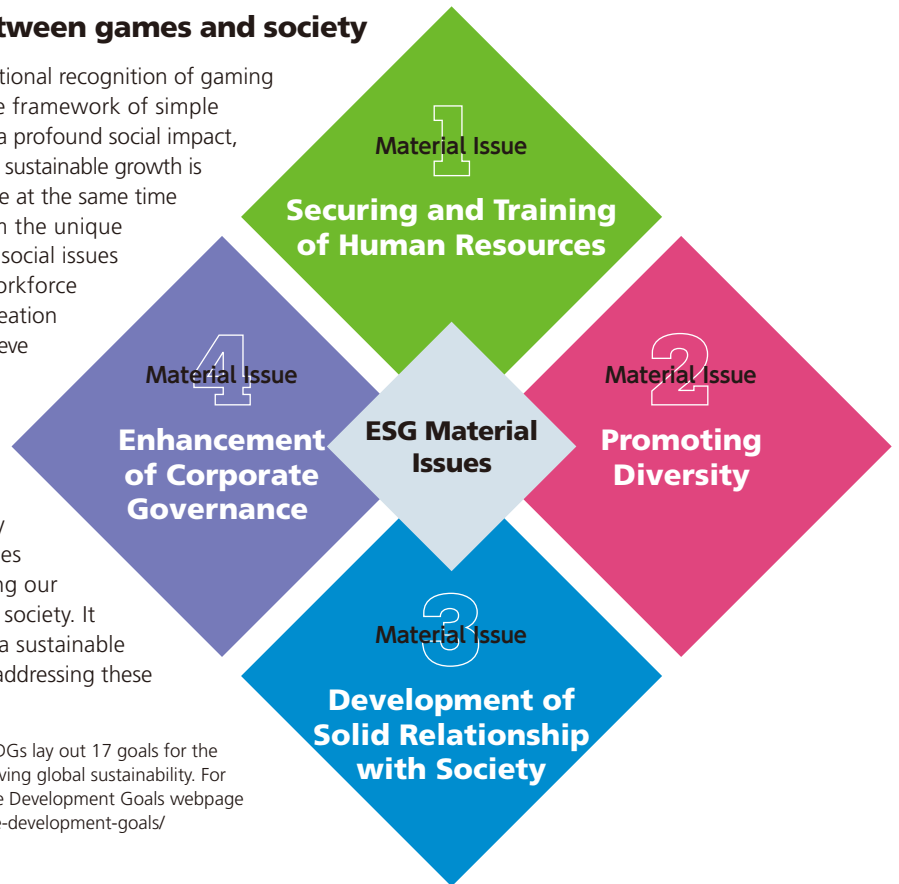 tween games and society
tional recognition of gaming
e framework of simple
a profound social impact,
sustainable growth is
e at the same time
the unique
social issues
orkforce
eation
eve
es
ng our
society. It
a sustainable
addressing these
DGs lay out 17 goals for the
ving global sustainability. For
e Development Goals webpage
e-development-goals/
1
Material Issue
Securing and Training
of Human Resources
2
Material Issue
Promoting
Diversity
3
Material Issue
Development of
Solid Relationship
with Society
4
Material Issue
Enhancement
of Corporate
Governance
ESG Material
Issues